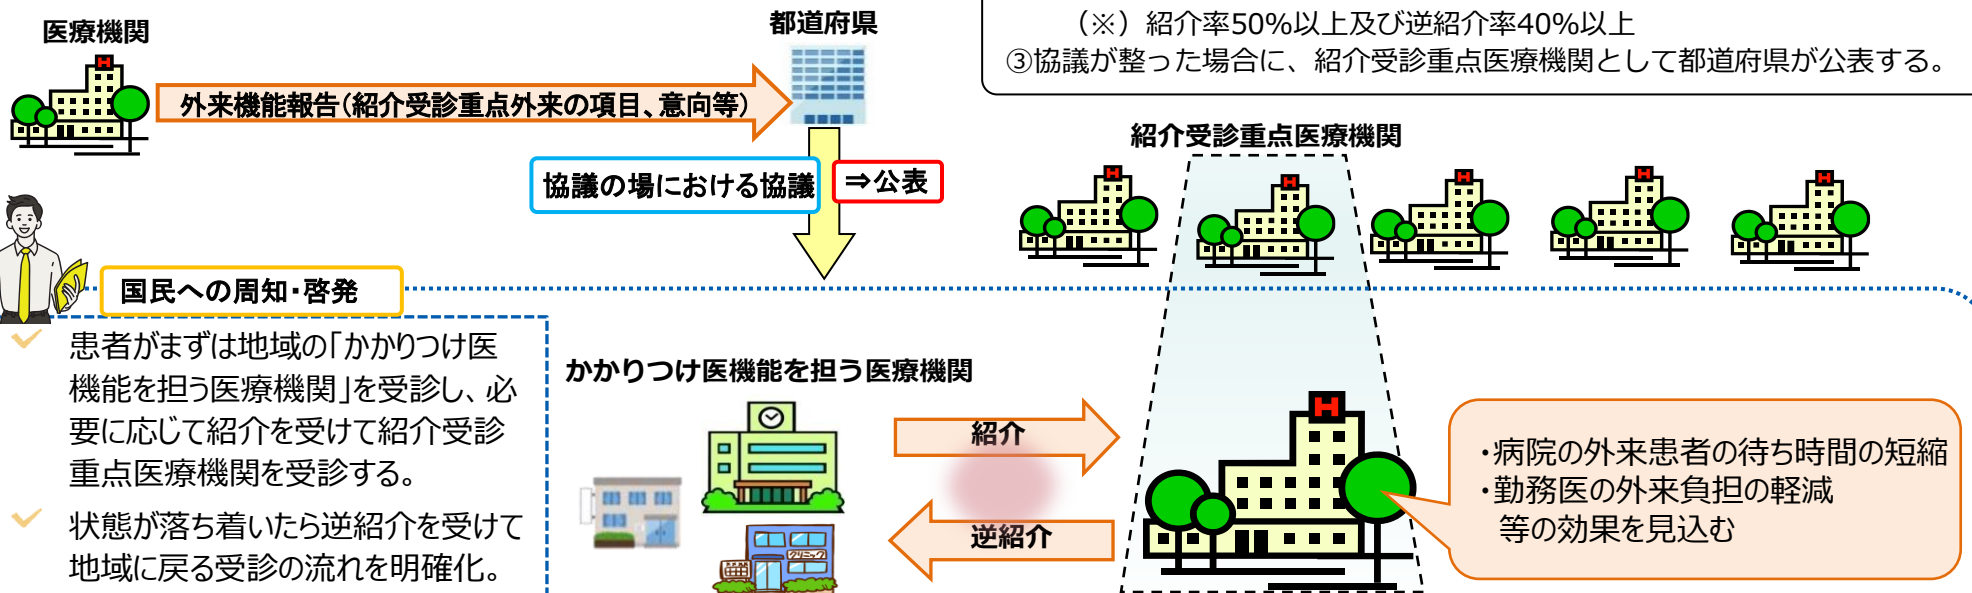 医療機関
外来機能報告(紹介受診重点外来の項目、意向等)
都道府県
（※）紹介率50%以上及び逆紹介率40%以上
③協議が整った場合に、紹介受診重点医療機関として都道府県が公表する。
協議の場における協議
⇒公表
紹介受診重点医療機関
国民への周知・啓発
患者がまずは地域の「かかりつけ医
機能を担う医療機関」を受診し、必
要に応じて紹介を受けて紹介受診
重点医療機関を受診する。
状態が落ち着いたら逆紹介を受けて
地域に戻る受診の流れを明確化。
かかりつけ医機能を担う医療機関
クリニック
紹介
逆紹介
・病院の外来患者の待ち時間の短縮
・勤務医の外来負担の軽減
等の効果を見込む
H
H
H
H
H
H
H